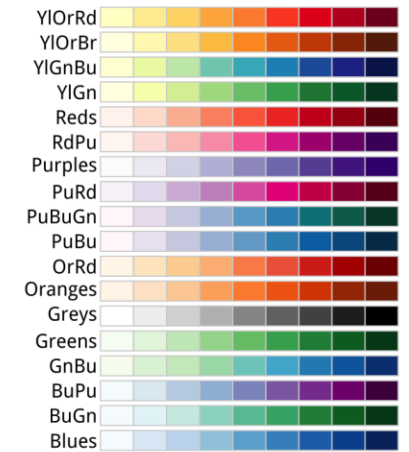 YlOrRd
YlOrBr
YlGnBu
YlGn
Reds
RdPu
Purples
PuRd
PuBuGn
PuBu
OrRd
Oranges
Greys
Greens
GnBu
BuPu
BuGn
Blues